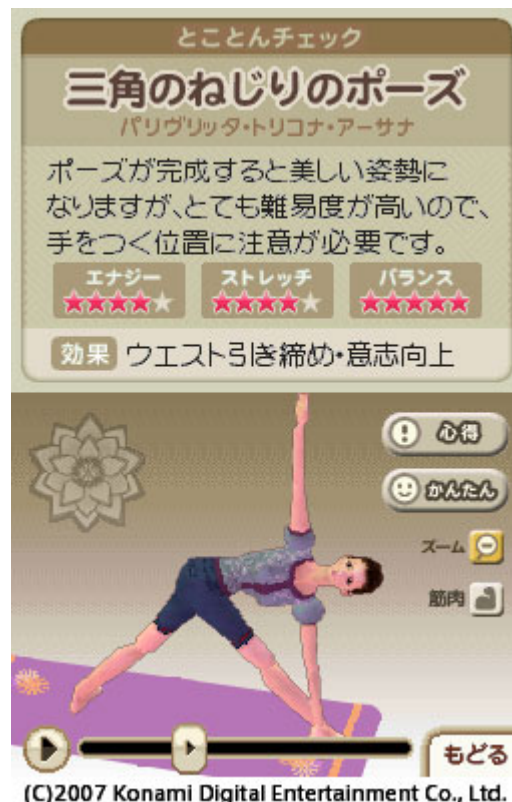 とことんチェック
三角のねじりのポーズ
パリヴリッタ・トリコナ・アーサナ
ポーズが完成すると美しい姿勢に
なりますが、とても難易度が高いので、
手をつく位置に注意が必要です。
エナジー ストレッチ バランス
★★★★★ ★★★★★ ★★★★★
効果 ウエスト引き締め・意志向上
心得
かんたん
ズーム
筋肉
もどる
(C)2007 Konami Digital Entertainment Co., Ltd.